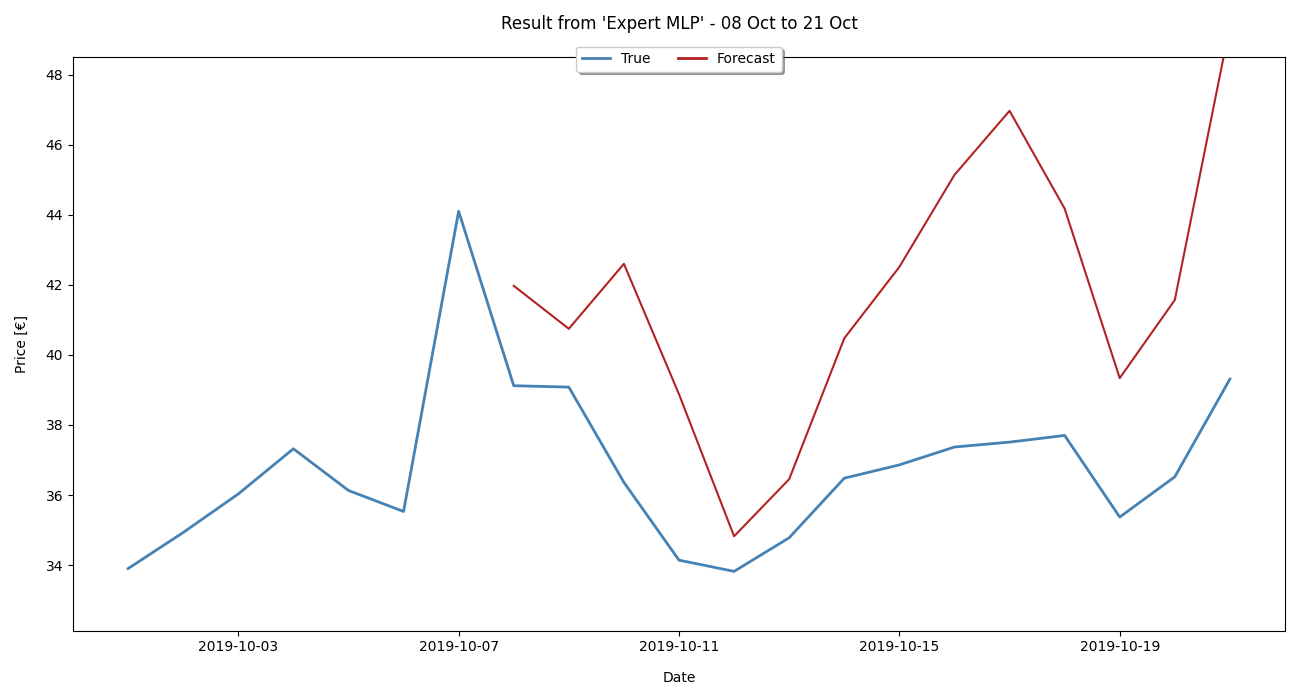 Result from 'Expert MLP' - 08 Oct to 21 Oct
True Forecast
48
46
44
42
40
38
36
34
Price [€]
2019-10-03 2019-10-07 2019-10-11 2019-10-15 2019-10-19
Date